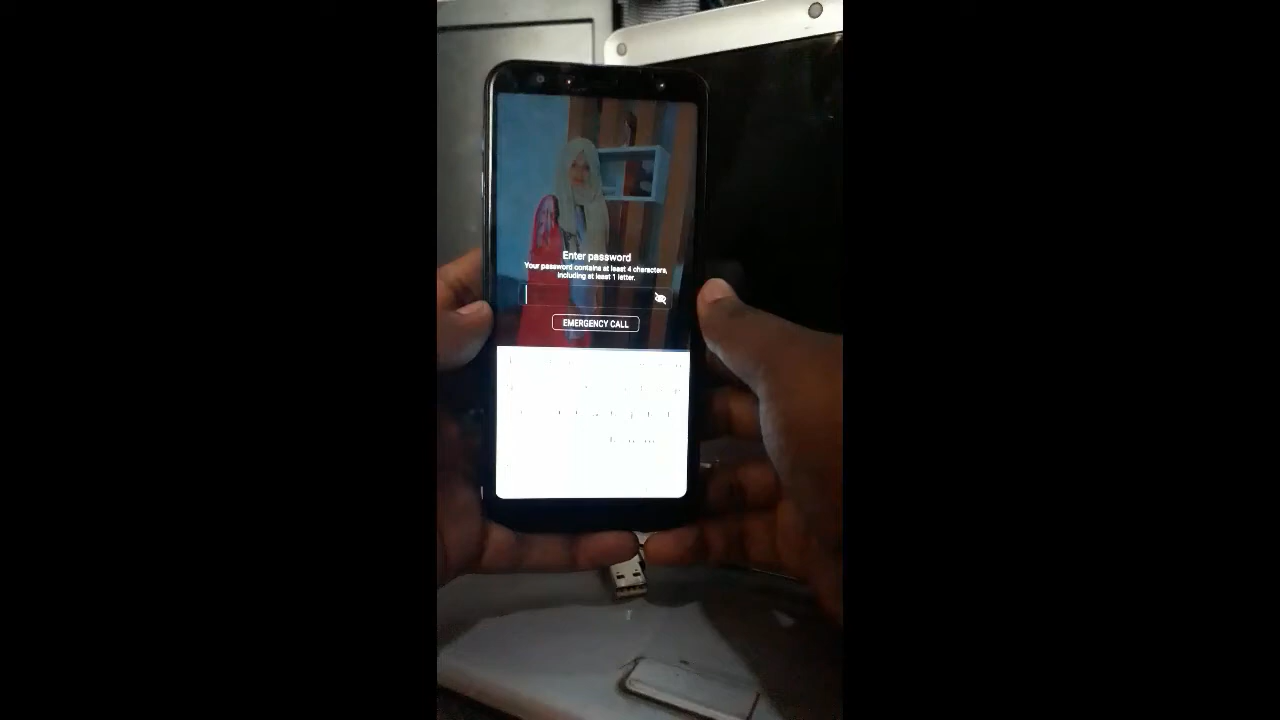 Enter password
Your password contains at least 4 characters,
including at least 1 letter.
EMERGENCY CALL